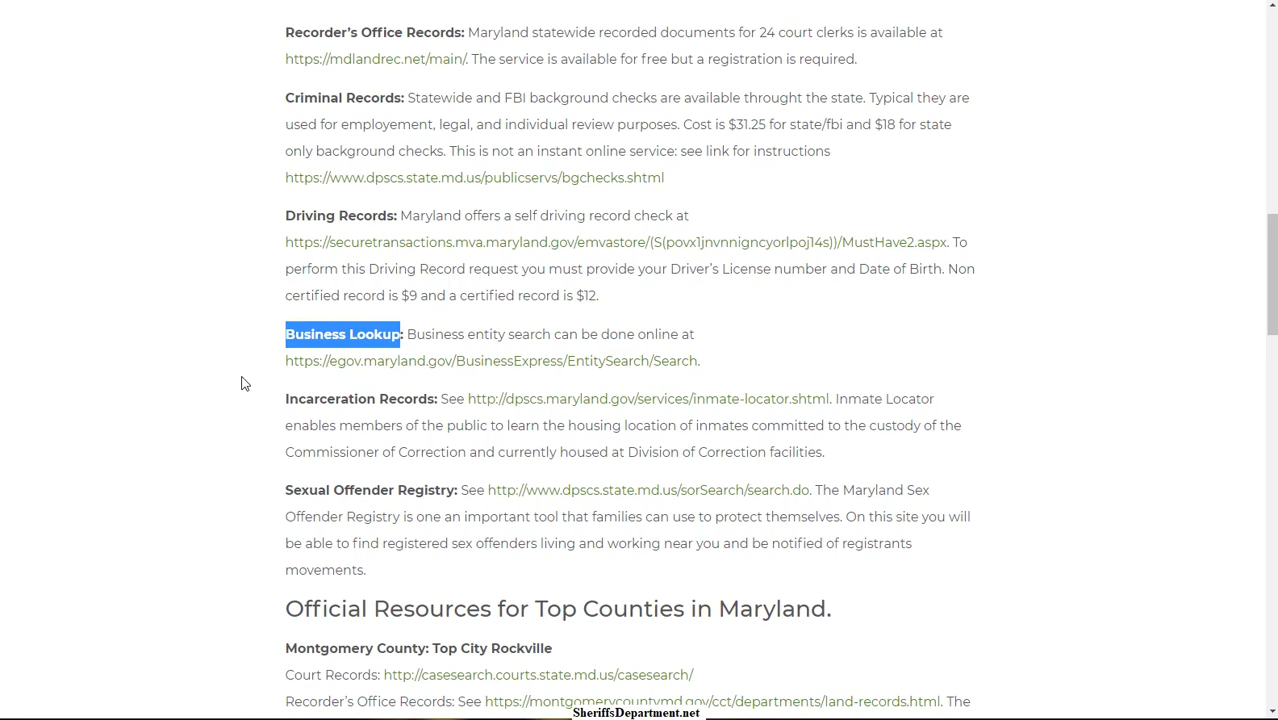 Recorder’s Office Records: Maryland statewide recorded documents for 24 court clerks is available at
https://mdlandrec.net/main/. The service is available for free but a registration is required.
Criminal Records: Statewide and FBI background checks are available throught the state. Typical they are
used for employement, legal, and individual review purposes. Cost is $31.25 for state/fbi and $18 for state
only background checks. This is not an instant online service: see link for instructions
https://www.dpscs.state.md.us/publicservs/bgchecks.shtml
Driving Records: Maryland offers a self driving record check at
https://securetransactions.mva.maryland.gov/emvastore/(S(povx1jnvnnigncyorlpoj14s))/MustHave2.aspx. To
perform this Driving Record request you must provide your Driver’s License number and Date of Birth. Non
certified record is $9 and a certified record is $12.
Business Lookup: Business entity search can be done online at
https://egov.maryland.gov/BusinessExpress/EntitySearch/Search.
Incarceration Records: See http://dpscs.maryland.gov/services/inmate-locator.shtml. Inmate Locator
enables members of the public to learn the housing location of inmates committed to the custody of the
Commissioner of Correction and currently housed at Division of Correction facilities.
Sexual Offender Registry: See http://www.dpscs.state.md.us/sorSearch/search.do. The Maryland Sex
Offender Registry is one an important tool that families can use to protect themselves. On this site you will
be able to find registered sex offenders living and working near you and be notified of registrants
movements.
Official Resources for Top Counties in Maryland.
Montgomery County: Top City Rockville
Court Records: http://casesearch.courts.state.md.us/casesearch/
Recorder’s Office Records: See https://montgomerycountymd.gov/cct/departments/land-records.html. The
SheriffsDepartment.net